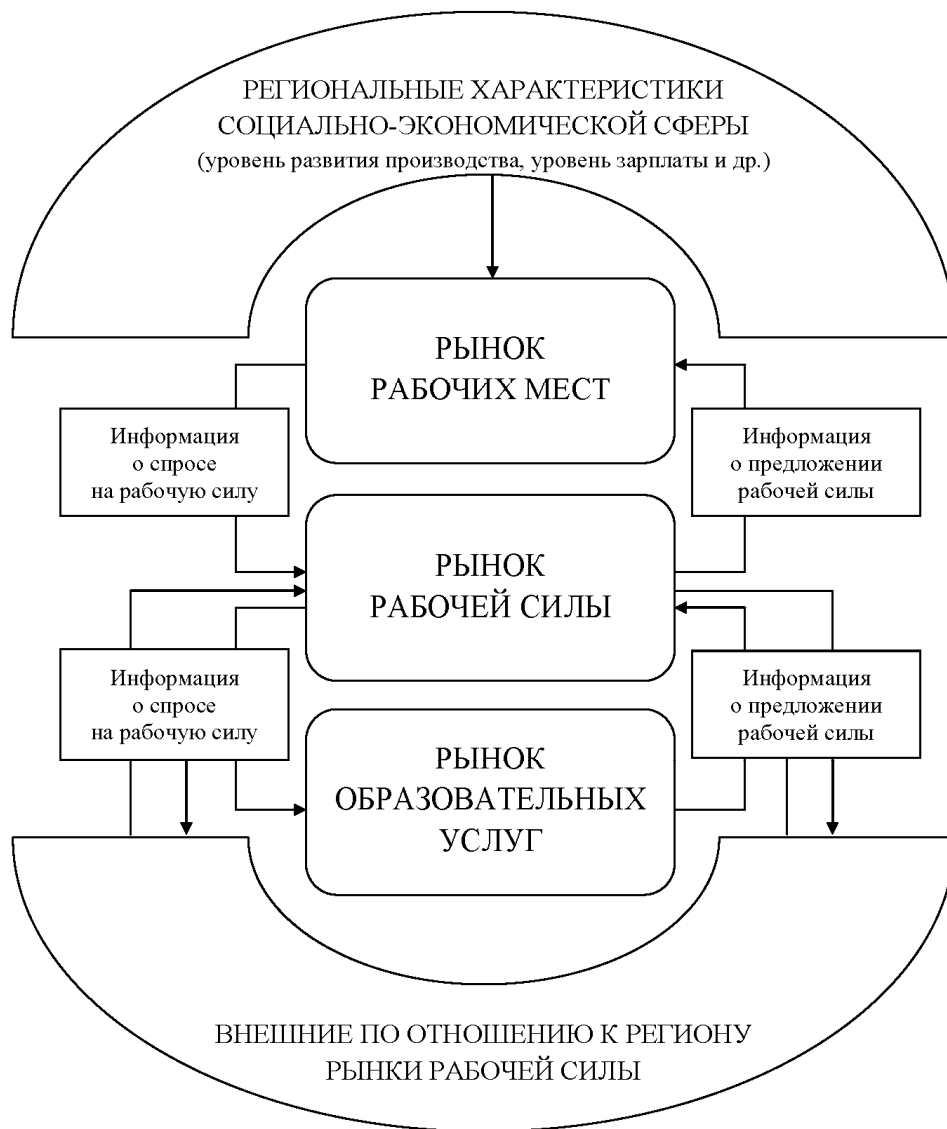 РЕГИОНАЛЬНЫЕ ХАРАКТЕРИСТИКИ
СОЦИАЛЬНО-ЭКОНОМИЧЕСКОЙ СФЕРЫ
(уровень развития производства, уровень зарплаты и др.)
РЫНОК
РАБОЧИХ МЕСТ
Информация
о спросе
на рабочую силу
Информация
о предложении
рабочей силы
РЫНОК
РАБОЧЕЙ СИЛЫ
Информация
о спросе
на рабочую силу
Информация
о предложении
рабочей силы
РЫНОК
ОБРАЗОВАТЕЛЬНЫХ
УСЛУГ
ВНЕШНИЕ ПО ОТНОШЕНИЮ К РЕГИОНУ
РЫНКИ РАБОЧЕЙ СИЛЫ